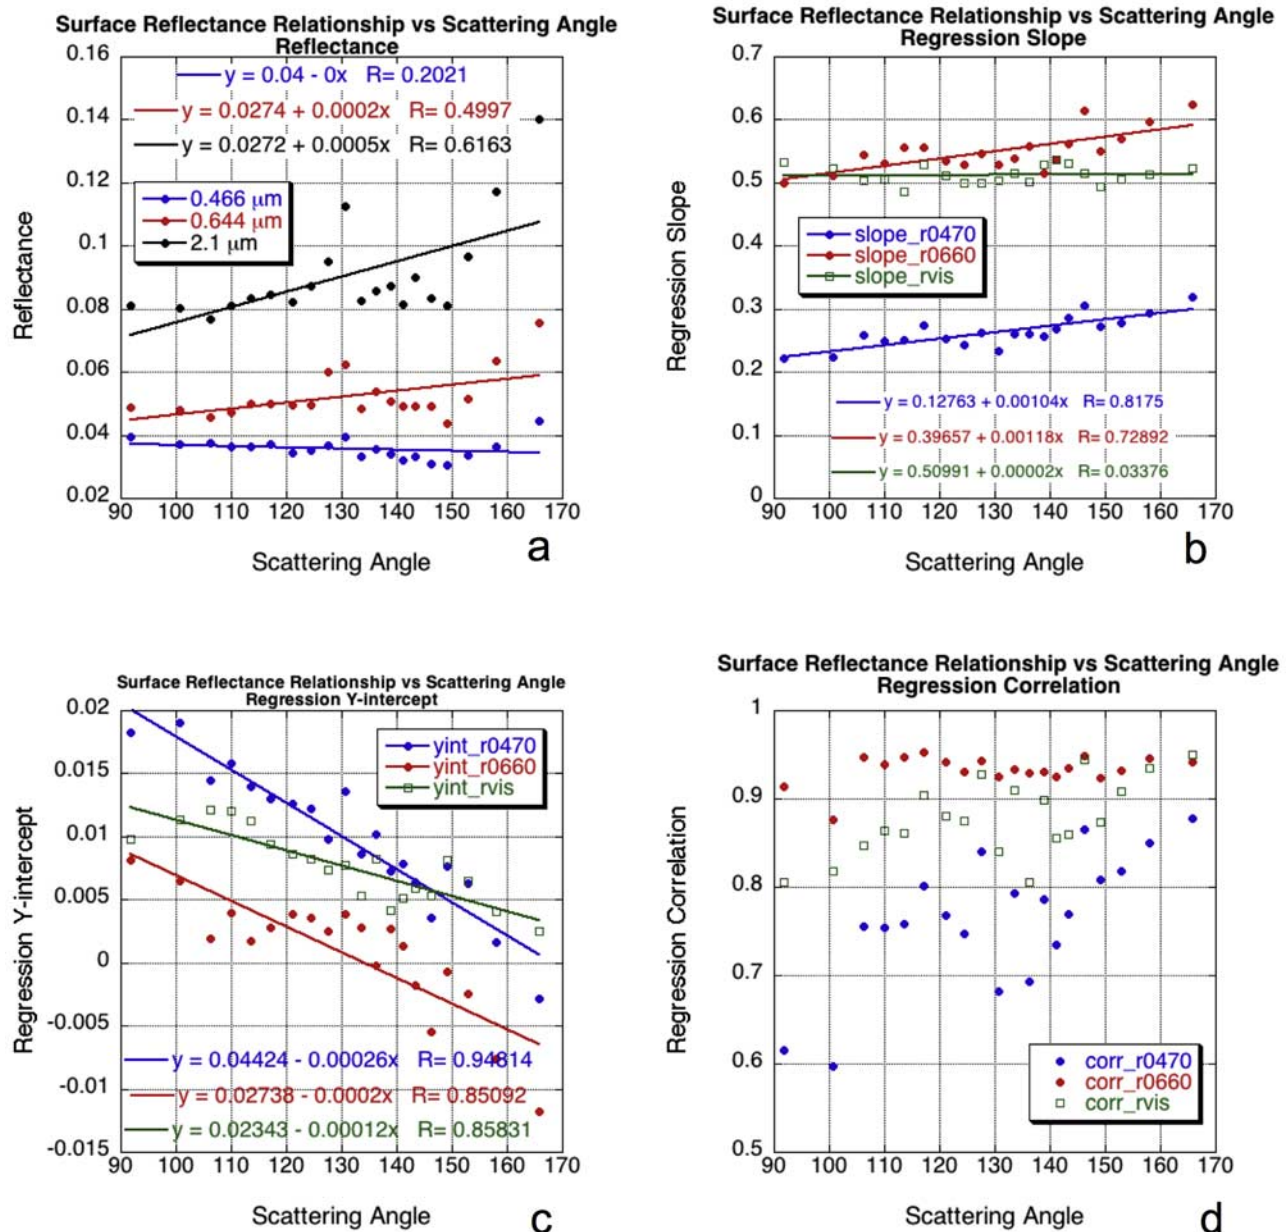 Surface Reflectance Relationship vs Scattering Angle
Reflectance
0.16
0.14
0.12
0.1
0.08
0.06
0.04
0.02
Reflectance
y = 0.04 - 0x R= 0.2021
y = 0.0274 + 0.0002x R= 0.4997
y = 0.0272 + 0.0005x R= 0.6163
0.466 μm
0.644 μm
2.1 μm
90 100 110 120 130 140 150 160 170
Scattering Angle
a
Surface Reflectance Relationship vs Scattering Angle
Regression Slope
0.7
0.6
0.5
0.4
0.3
0.2
0.1
0
Regression Slope
slope_r0470
slope_r0660
slope_rvis
y = 0.12763 + 0.00104x R= 0.8175
y = 0.39657 + 0.00118x R= 0.72892
y = 0.50991 + 0.00002x R= 0.03376
90 100 110 120 130 140 150 160 170
Scattering Angle
b
Surface Reflectance Relationship vs Scattering Angle
Regression Y-intercept
0.02
0.015
0.01
0.005
0
-0.005
-0.01
-0.015
Regression Y-intercept
yint_r0470
yint_r0660
yint_rvis
y = 0.04424 - 0.00026x R= 0.94814
y = 0.02738 - 0.0002x R= 0.85092
y = 0.02343 - 0.00012x R= 0.85831
90 100 110 120 130 140 150 160 170
Scattering Angle
c
Surface Reflectance Relationship vs Scattering Angle
Regression Correlation
1
0.9
0.8
0.7
0.6
0.5
Regression Correlation
corr_r0470
corr_r0660
corr_rvis
90 100 110 120 130 140 150 160 170
Scattering Angle
d